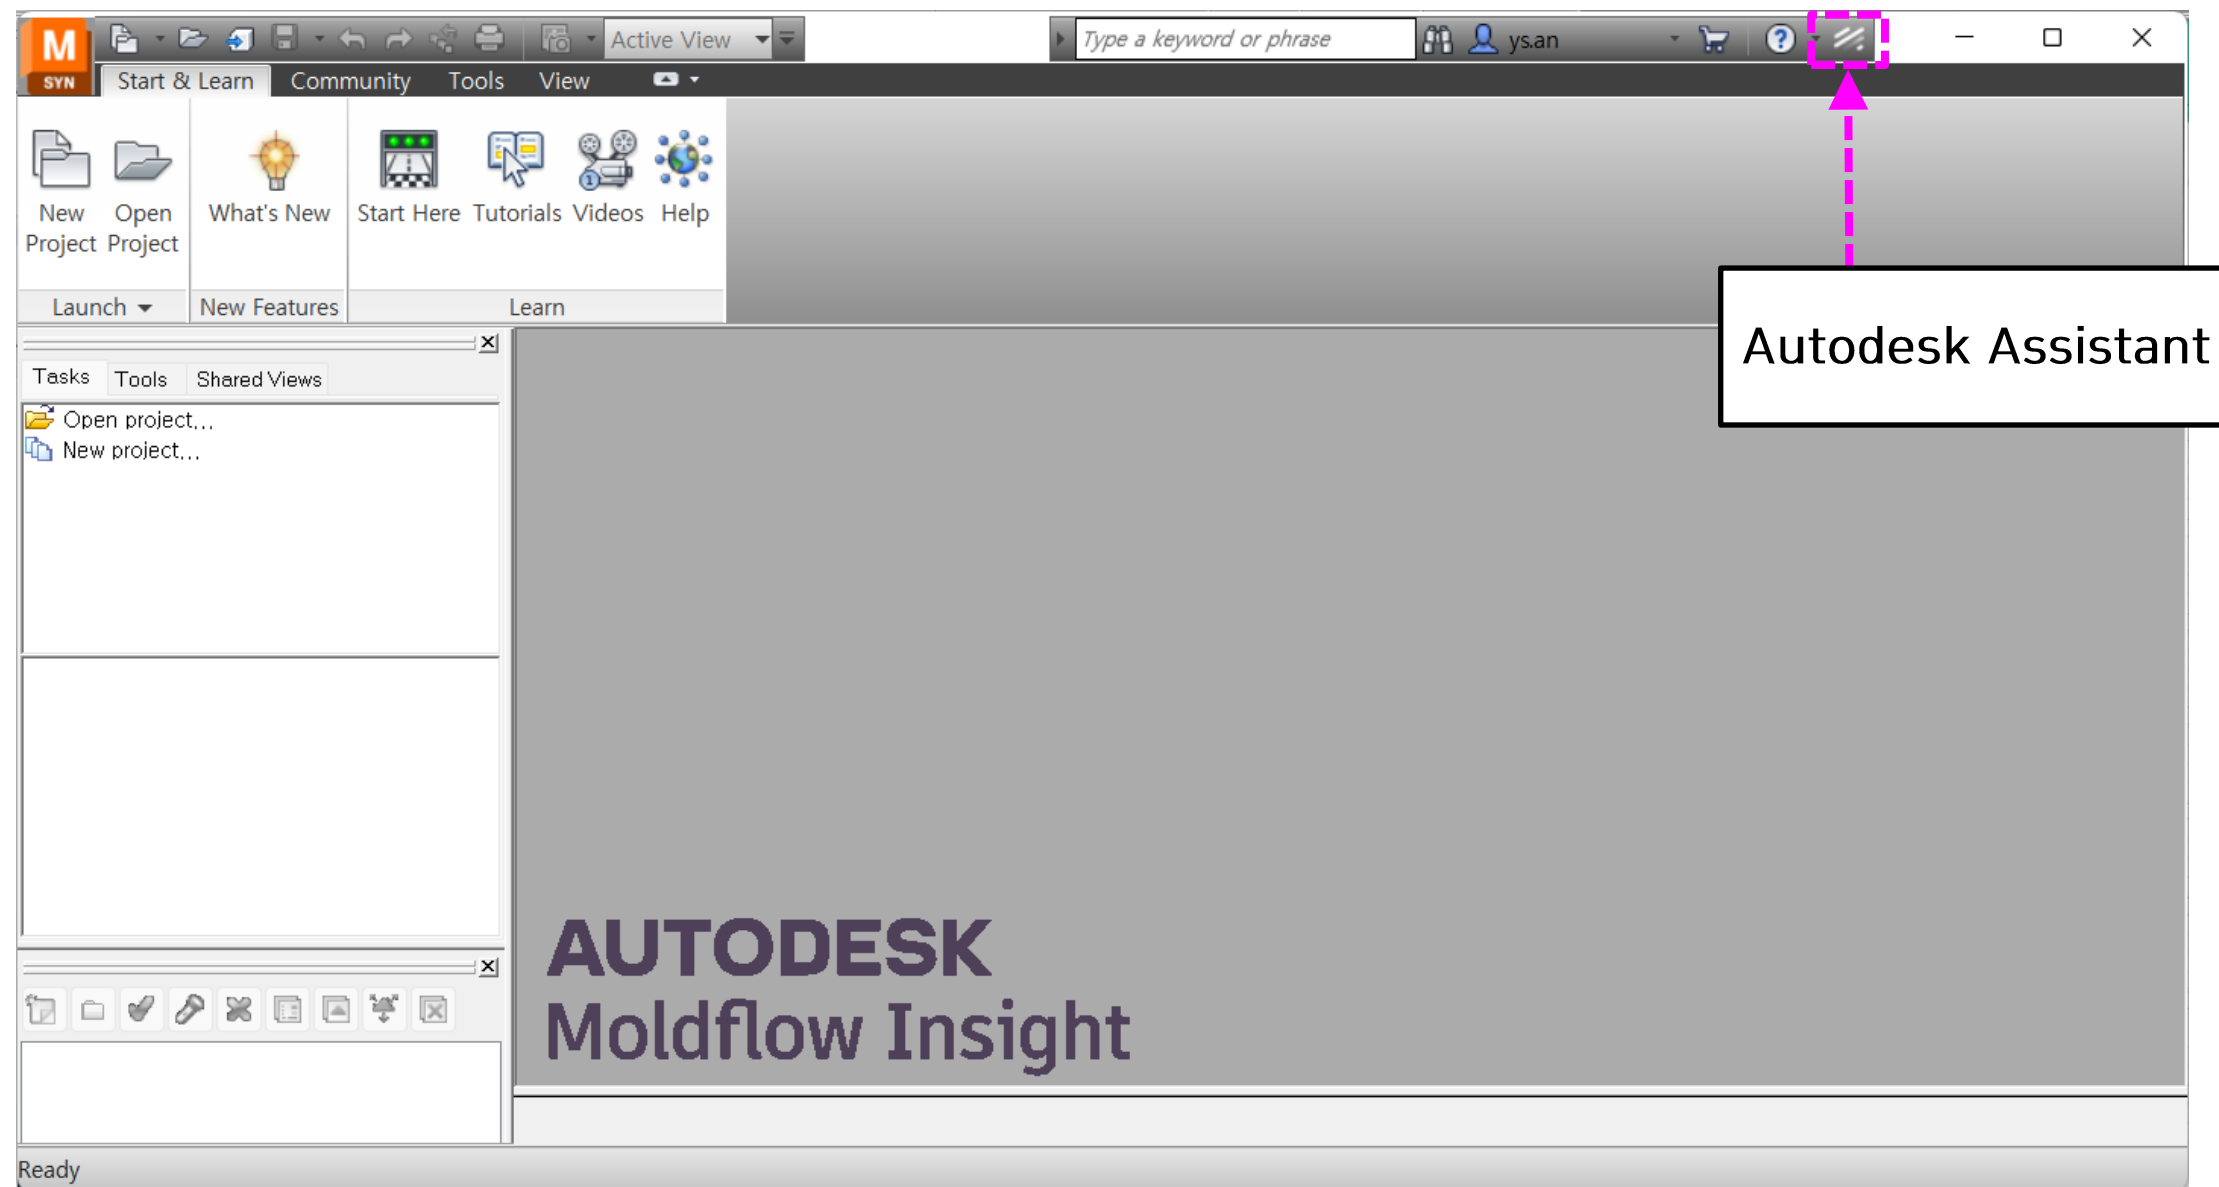 M
SYN
Active View
Type a keyword or phrase
ys.an
Start & Learn
Community
Tools
View
New Project
Open Project
What's New
Start Here
Tutorials
Videos
Help
Launch
New Features
Learn
Autodesk Assistant
Tasks
Tools
Shared Views
Open project...
New project...
AUTODESK
Moldflow Insight
Ready